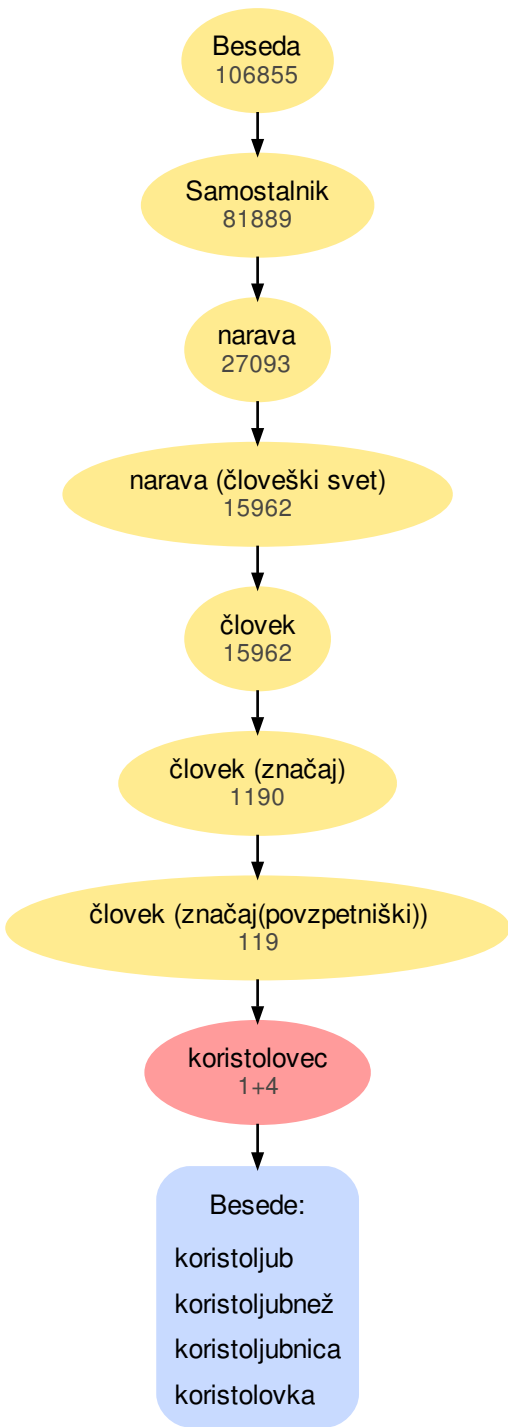 Beseda
106855
Samostalnik
81889
narava
27093
narava (človeški svet)
15962
človek
15962
človek (značaj)
1190
človek (značaj(povzpetniški))
119
koristolovec
1+4
Besede:
koristoljub
koristoljubnež
koristoljubnica
koristolovka